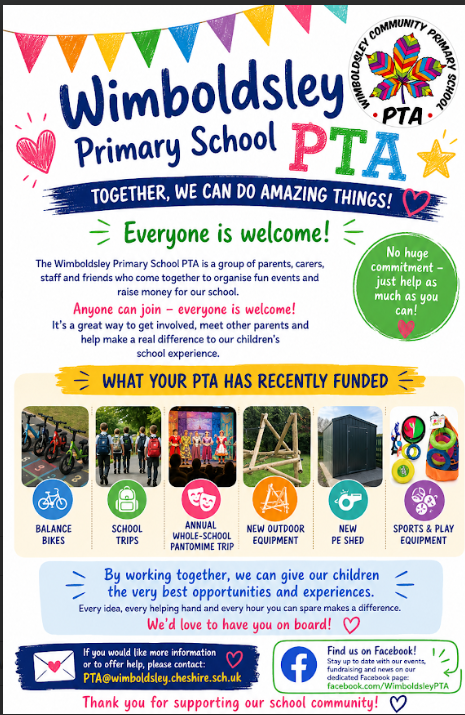 WIMBOLDSLEY COMMUNITY PRIMARY SCHOOL
• PTA •
Wimboldsley
Primary School PTA
TOGETHER, WE CAN DO AMAZING THINGS!
Everyone is welcome!
The Wimboldsley Primary School PTA is a group of parents, carers,
staff and friends who come together to organise fun events and
raise money for our school.
Anyone can join – everyone is welcome!
It's a great way to get involved, meet other parents and
help make a real difference to our children's
school experience.
No huge
commitment –
just help as
much as you
can!
WHAT YOUR PTA HAS RECENTLY FUNDED
BALANCE
BIKES
SCHOOL
TRIPS
ANNUAL
WHOLE-SCHOOL
PANTOMIME TRIP
NEW OUTDOOR
EQUIPMENT
NEW
PE SHED
SPORTS & PLAY
EQUIPMENT
By working together, we can give our children
the very best opportunities and experiences.
Every idea, every helping hand and every hour you can spare makes a difference.
We'd love to have you on board!
If you would like more information
or to offer help, please contact:
PTA@wimboldsley.cheshire.sch.uk
Find us on Facebook!
Stay up to date with our events,
fundraising and news on our
dedicated Facebook page:
facebook.com/WimboldsleyPTA
Thank you for supporting our school community!